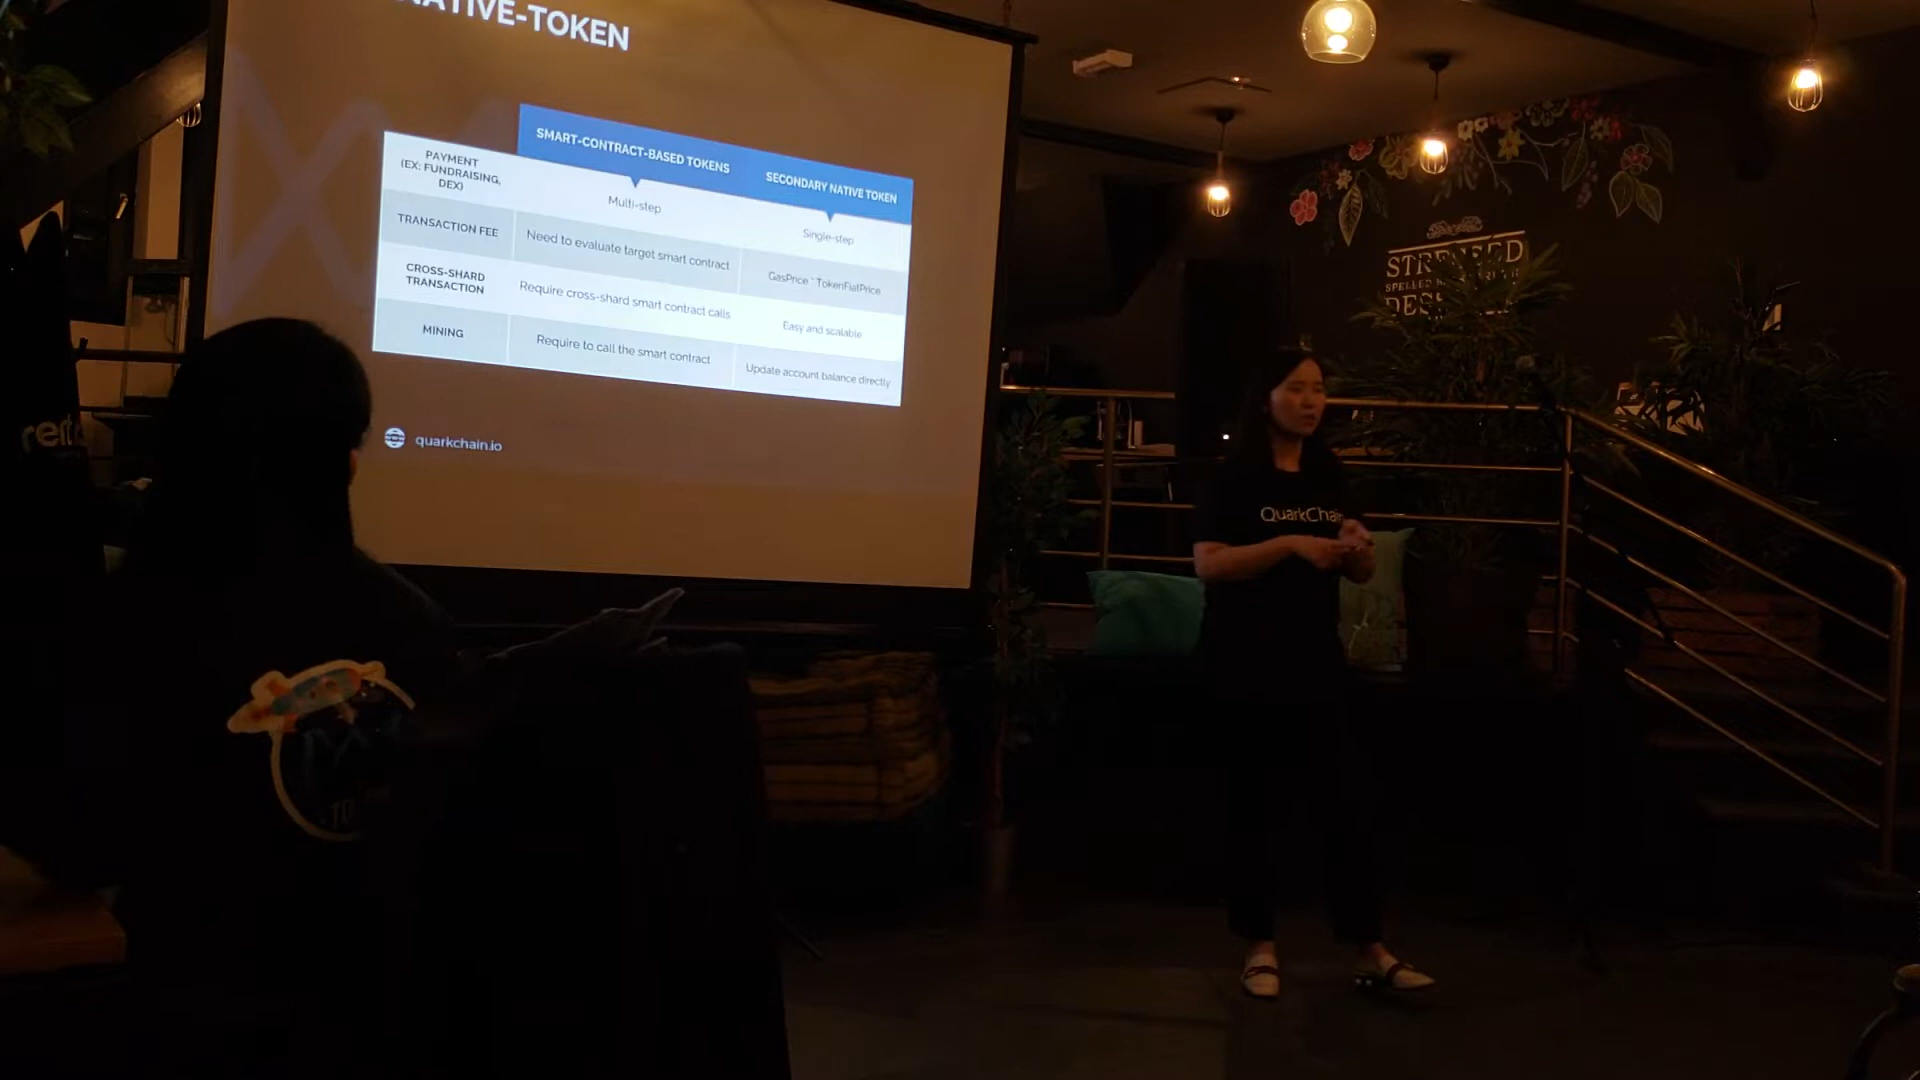 NATIVE-TOKEN
SMART-CONTRACT-BASED TOKENS
SECONDARY NATIVE TOKEN
PAYMENT
(EX: FUNDRAISING,
DEX)
Multi-step
Single-step
TRANSACTION FEE
Need to evaluate target smart contract
GasPrice * TokenFiatPrice
CROSS-SHARD
TRANSACTION
Require cross-shard smart contract calls
Easy and scalable
MINING
Require to call the smart contract
Update account balance directly
quarkchain.io
QuarkChain
STRESSED
SPELLED